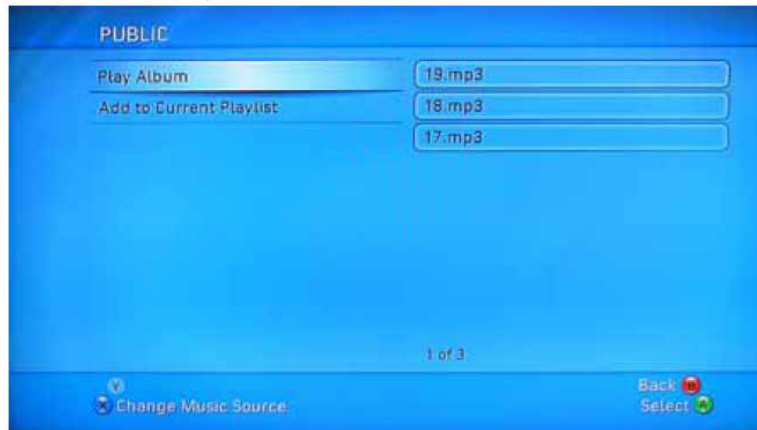 PUBLIC
Play Album
Add to Current Playlist
19.mp3
18.mp3
17.mp3
1 of 3
Y
X Change Music Source
Back B
Select A